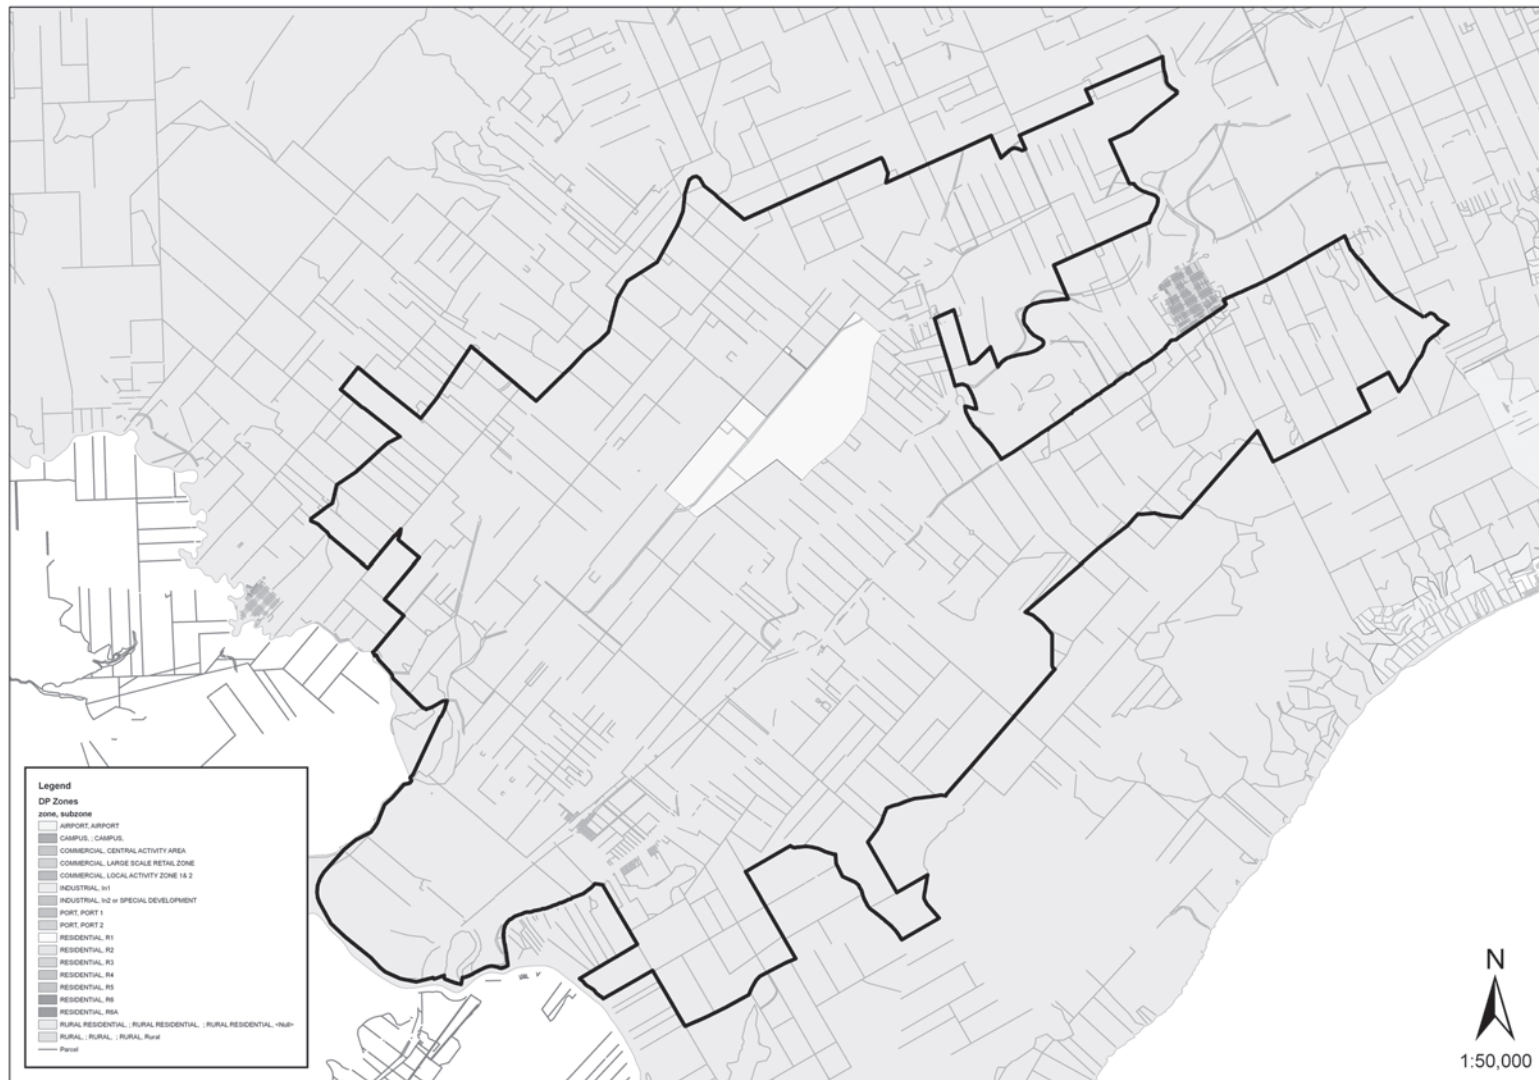 Legend
DP Zones
zone, subzone
AIRPORT, AIRPORT
CAMPUS, ; CAMPUS,
COMMERCIAL, CENTRAL ACTIVITY AREA
COMMERCIAL, LARGE SCALE RETAIL ZONE
COMMERCIAL, LOCAL ACTIVITY ZONE 1& 2
INDUSTRIAL, In1
INDUSTRIAL, In2 or SPECIAL DEVELOPMENT
PORT, PORT 1
PORT, PORT 2
RESIDENTIAL, R1
RESIDENTIAL, R2
RESIDENTIAL, R3
RESIDENTIAL, R4
RESIDENTIAL, R5
RESIDENTIAL, R6
RESIDENTIAL, R6A
RURAL RESIDENTIAL, ; RURAL RESIDENTIAL, ; RURAL RESIDENTIAL, <Null>
RURAL, ; RURAL, ; RURAL, Rural
Parcel
N
1:50,000